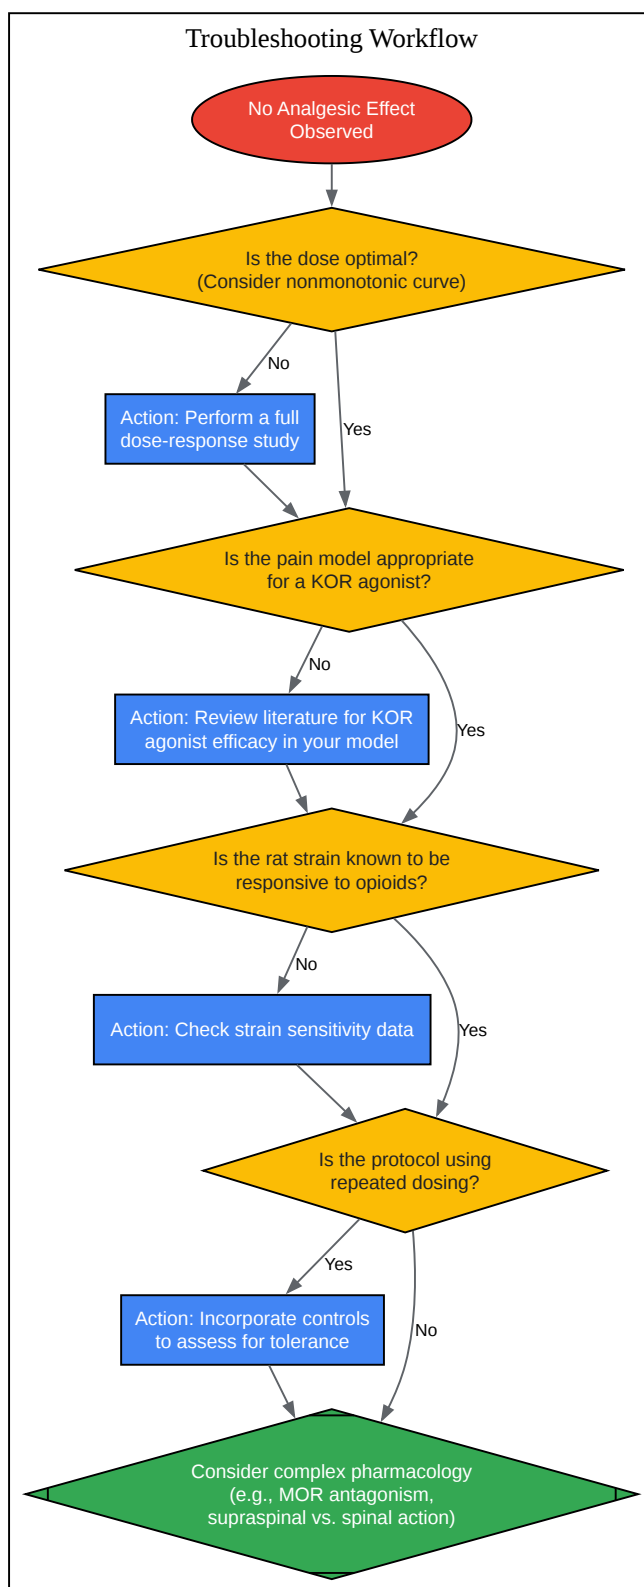 Troubleshooting Workflow
No Analgesic Effect
Observed
Is the dose optimal?
(Consider nonmonotonic curve)
No
Action: Perform a full
dose-response study
Yes
Is the pain model appropriate
for a KOR agonist?
No
Action: Review literature for KOR
agonist efficacy in your model
Yes
Is the rat strain known to be
responsive to opioids?
No
Action: Check strain sensitivity data
Yes
Is the protocol using
repeated dosing?
Yes
Action: Incorporate controls
to assess for tolerance
No
Consider complex pharmacology
(e.g., MOR antagonism,
supraspinal vs. spinal action)